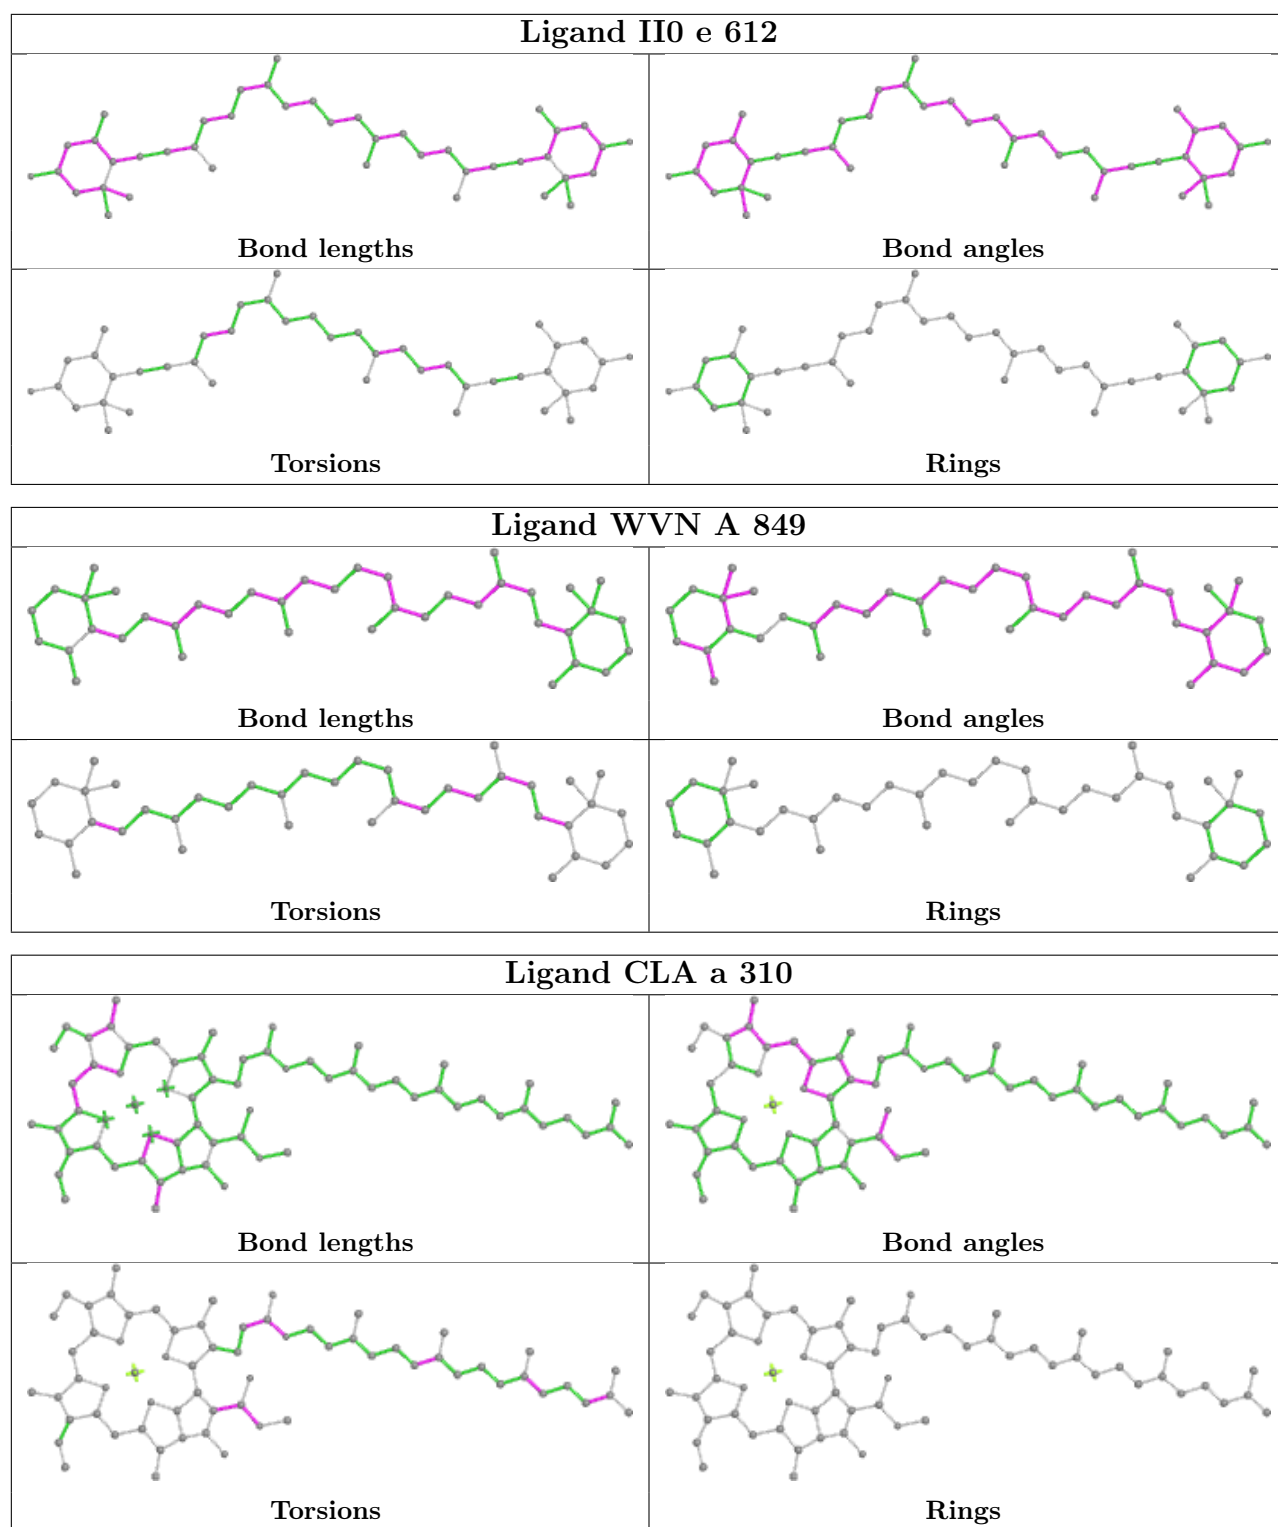 Ligand II0 e 612
Bond lengths
Bond angles
Torsions
Rings
Ligand WVN A 849
Bond lengths
Bond angles
Torsions
Rings
Ligand CLA a 310
Bond lengths
Bond angles
Torsions
Rings